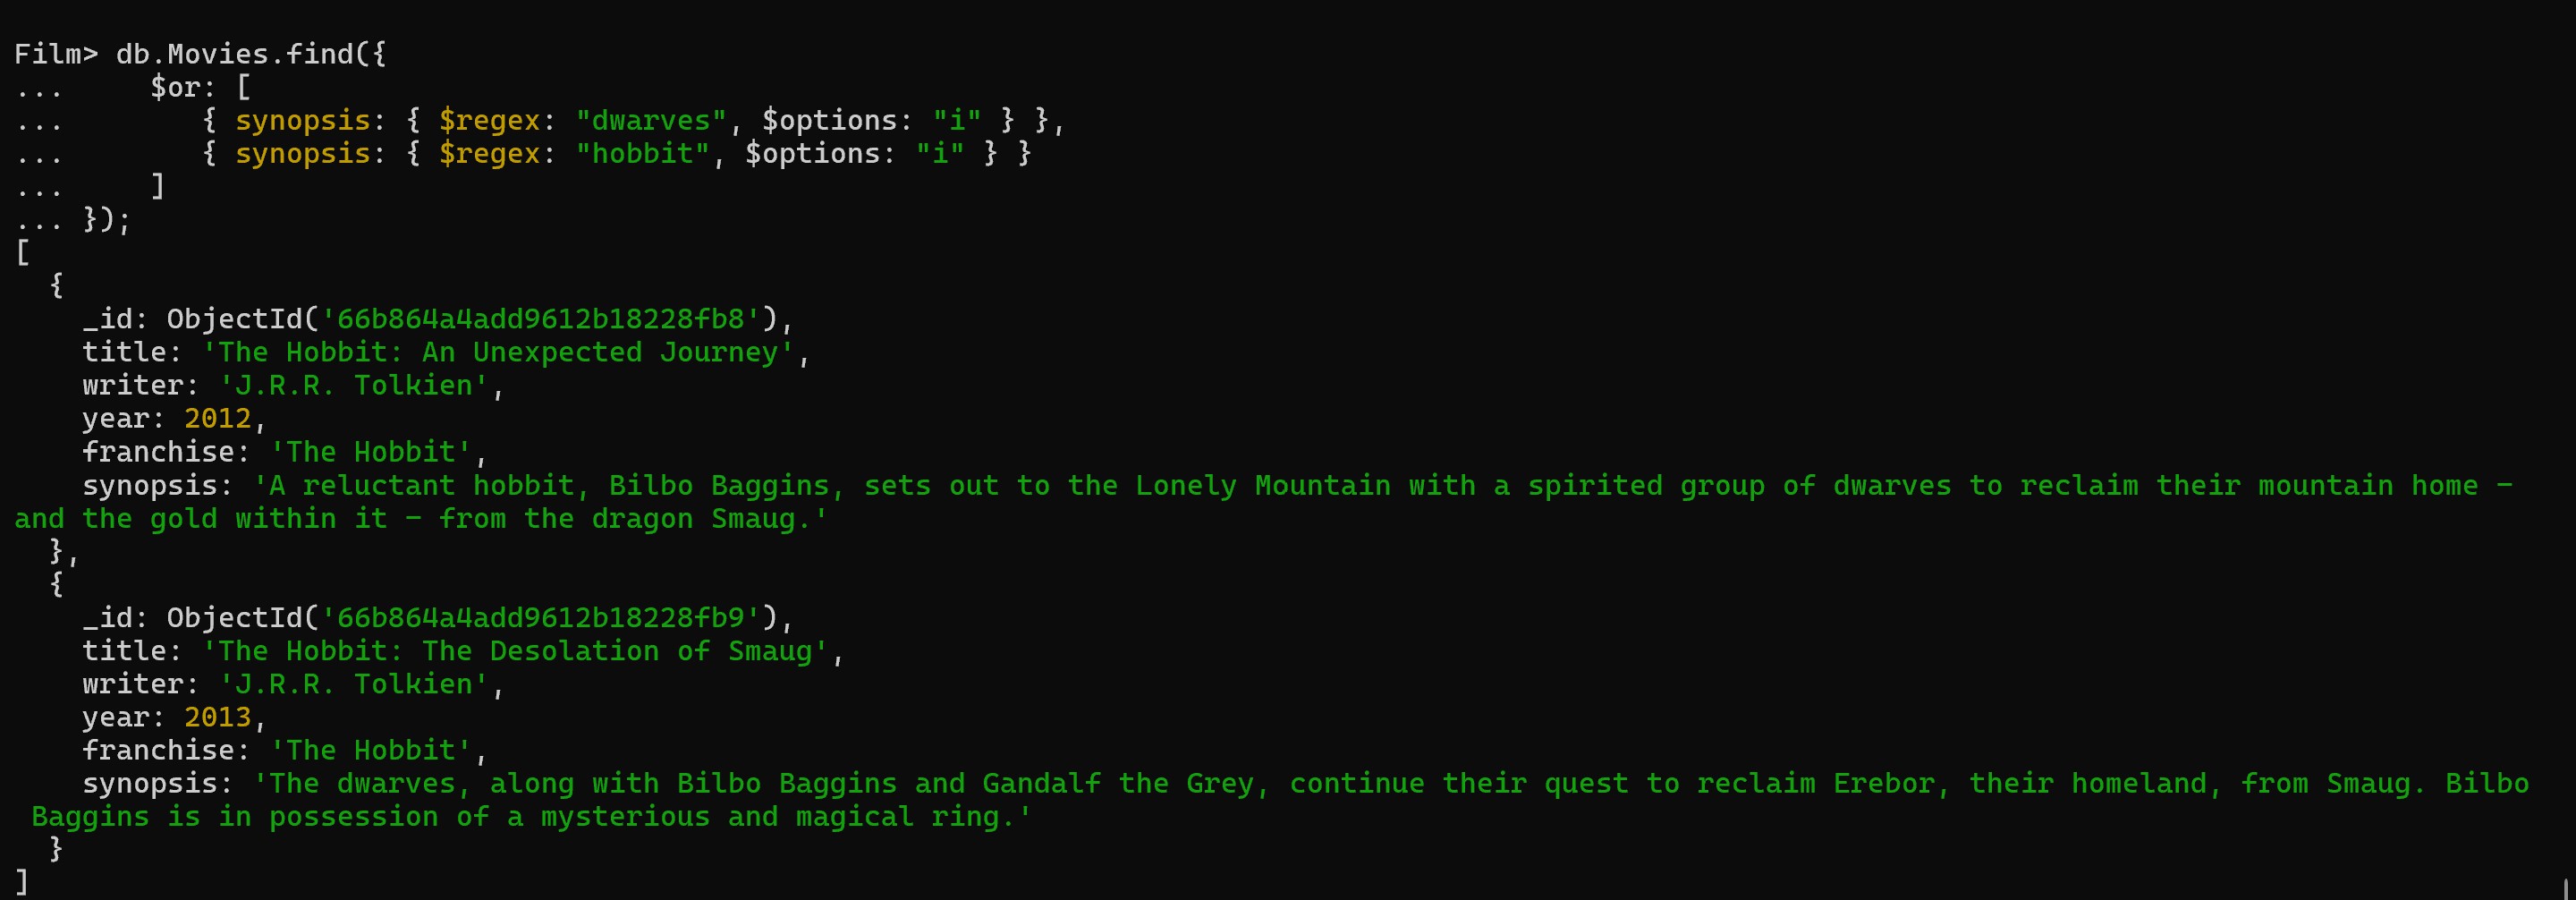 Film> db.Movies.find({
...     $or: [
...        { synopsis: { $regex: "dwarves", $options: "i" } },
...        { synopsis: { $regex: "hobbit", $options: "i" } }
...     ]
... });
[
  {
    _id: ObjectId('66b864a4add9612b18228fb8'),
    title: 'The Hobbit: An Unexpected Journey',
    writer: 'J.R.R. Tolkien',
    year: 2012,
    franchise: 'The Hobbit',
    synopsis: 'A reluctant hobbit, Bilbo Baggins, sets out to the Lonely Mountain with a spirited group of dwarves to reclaim their mountain home –
and the gold within it – from the dragon Smaug.'
  },
  {
    _id: ObjectId('66b864a4add9612b18228fb9'),
    title: 'The Hobbit: The Desolation of Smaug',
    writer: 'J.R.R. Tolkien',
    year: 2013,
    franchise: 'The Hobbit',
    synopsis: 'The dwarves, along with Bilbo Baggins and Gandalf the Grey, continue their quest to reclaim Erebor, their homeland, from Smaug. Bilbo
 Baggins is in possession of a mysterious and magical ring.'
  }
]